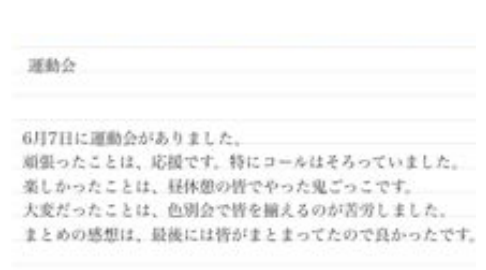 運動会
6月7日に運動会がありました。
頑張ったことは、応援です。特にコールはそろっていました。
楽しかったことは、昼休憩の皆でやった鬼ごっこです。
大変だったことは、色別会で皆を揃えるのが苦労しました。
まとめの感想は、最後には皆がまとまってたので良かったです。